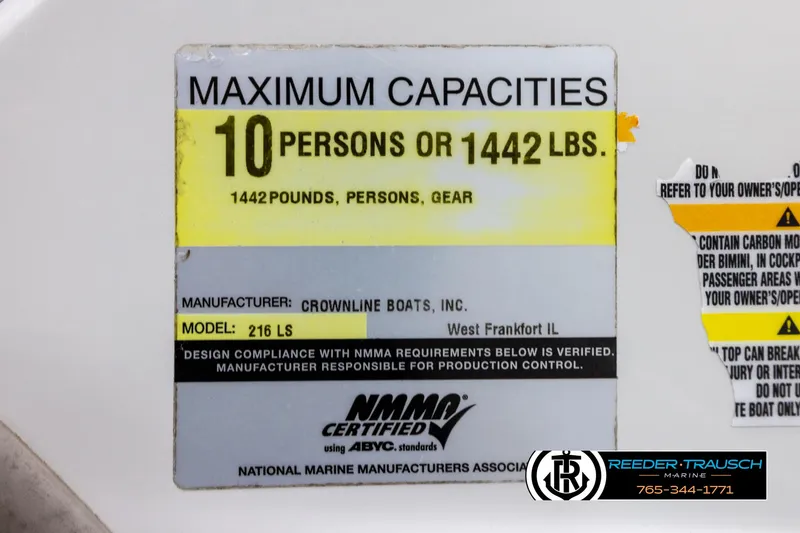 MAXIMUM CAPACITIES
10 PERSONS OR 1442 LBS.
1442 POUNDS, PERSONS, GEAR
MANUFACTURER: CROWNLINE BOATS, INC.
MODEL: 216 LS West Frankfort IL
DESIGN COMPLIANCE WITH NMMA REQUIREMENTS BELOW IS VERIFIED.
MANUFACTURER RESPONSIBLE FOR PRODUCTION CONTROL.
NMMA®
CERTIFIED
using ABYC. standards
NATIONAL MARINE MANUFACTURERS
DO
REFER TO YOUR OWNER'S/OPE
CONTAIN CARBON MO
DER BIMINI, IN COCKP
PASSENGER AREAS W
YOUR OWNER'S/OPE
TOP CAN BREAK
JURY OR INTER
DO NOT U
TE BOAT ONLY
REEDER·TRAUSCH
MARINE
765-344-1771